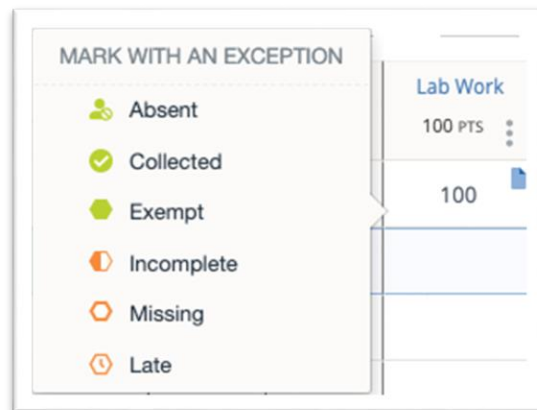 MARK WITH AN EXCEPTION
Absent
Collected
Exempt
Incomplete
Missing
Late
Lab Work
100 PTS
100